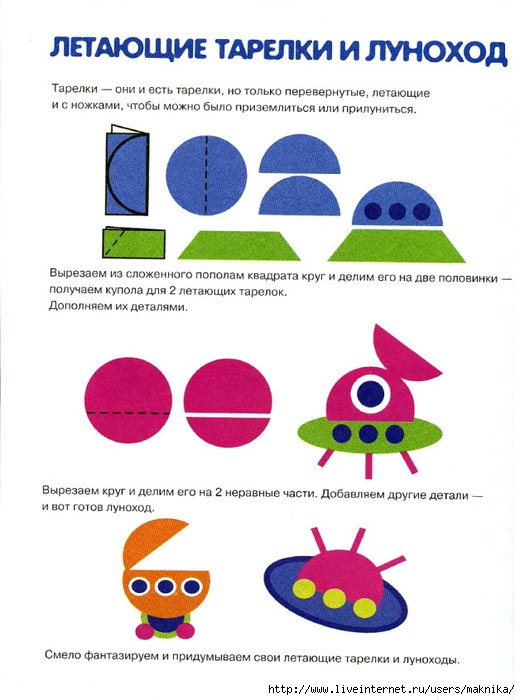 ЛЕТАЮЩИЕ ТАРЕЛКИ И ЛУНОХОД
Тарелки — они и есть тарелки, но только перевернутые, летающие
и с ножками, чтобы можно было приземлиться или прилуниться.
Вырезаем из сложенного пополам квадрата круг и делим его на две половинки —
получаем купола для 2 летающих тарелок.
Дополняем их деталями.
Вырезаем круг и делим его на 2 неравные части. Добавляем другие детали —
и вот готов луноход.
Смело фантазируем и придумываем свои летающие тарелки и луноходы.
http://www.liveinternet.ru/users/maknika/